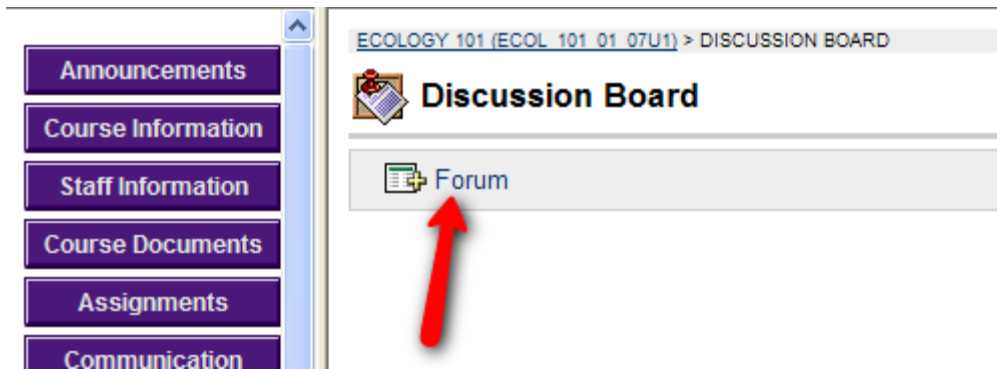 Announcements
Course Information
Staff Information
Course Documents
Assignments
Communication
ECOLOGY 101 (ECOL_101_01_07U1) > DISCUSSION BOARD
Discussion Board
Forum